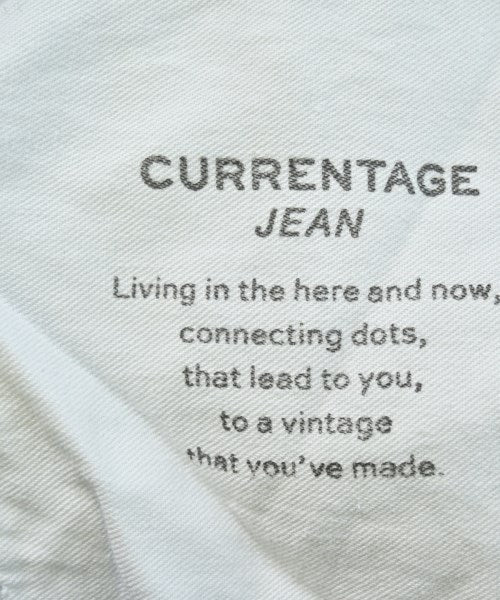 CURRENTAGE
JEAN
Living in the here and now,
connecting dots,
that lead to you,
to a vintage
that you've made.